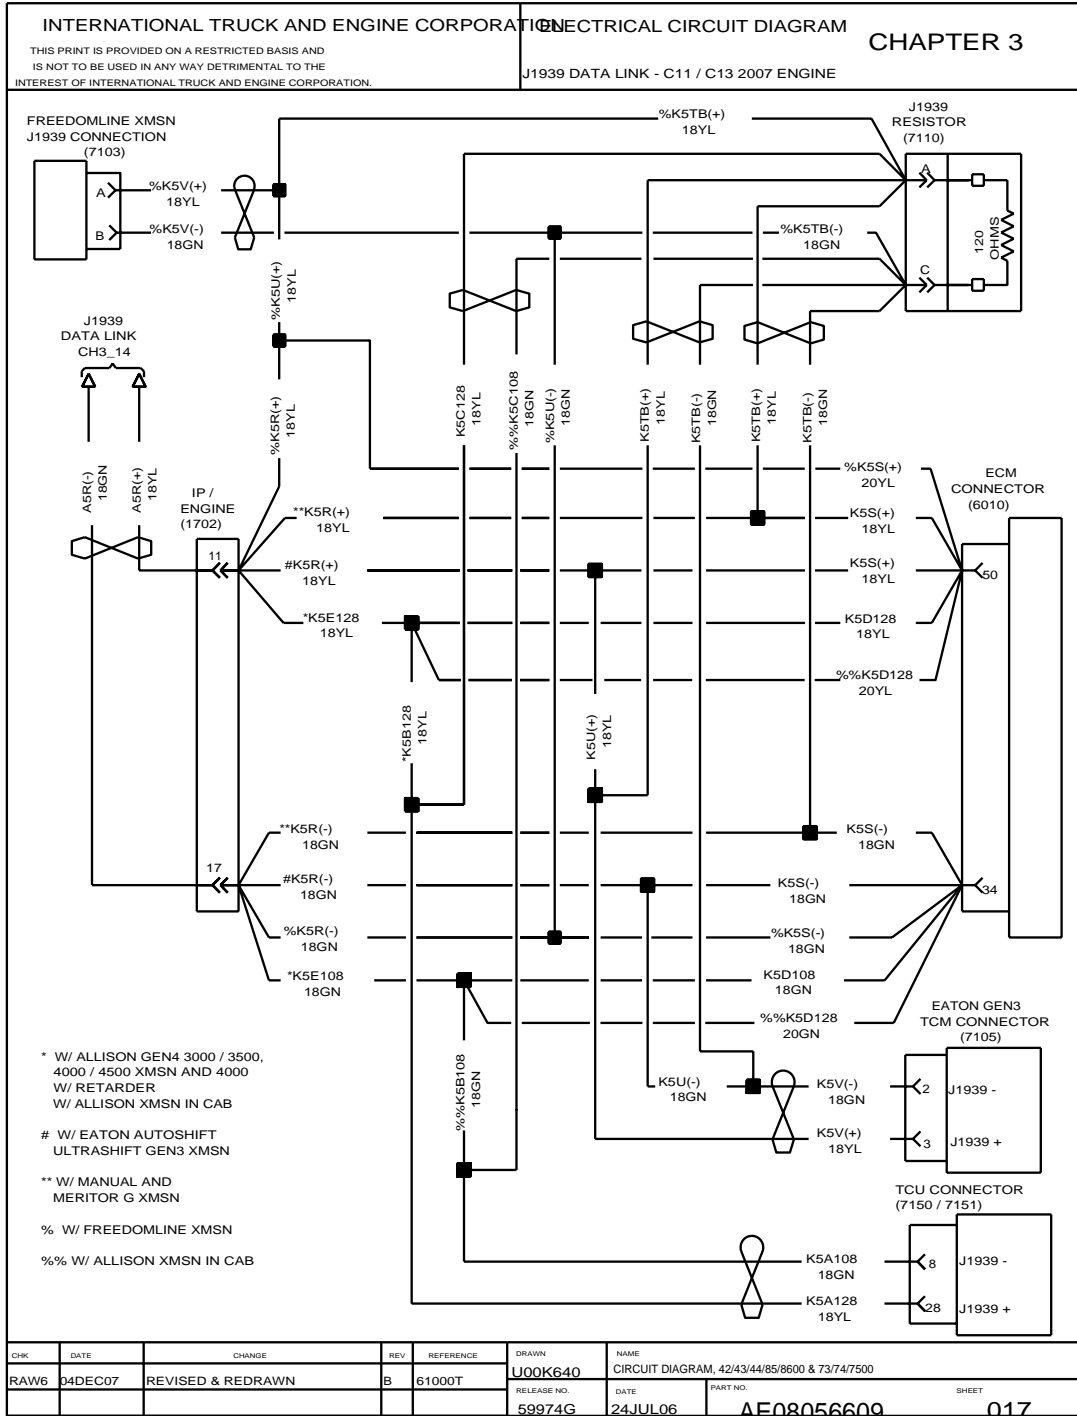 INTERNATIONAL TRUCK AND ENGINE CORPORATION
THIS PRINT IS PROVIDED ON A RESTRICTED BASIS AND
IS NOT TO BE USED IN ANY WAY DETRIMENTAL TO THE
INTEREST OF INTERNATIONAL TRUCK AND ENGINE CORPORATION.
ELECTRICAL CIRCUIT DIAGRAM
CHAPTER 3
J1939 DATA LINK - C11 / C13 2007 ENGINE
FREEDOMLINE XMSN
J1939 CONNECTION
(7103)
A
B
%K5V(+)
18YL
%K5V(-)
18GN
%K5TB(+)
18YL
J1939
RESISTOR
(7110)
A
C
120
OHMS
%K5TB(-)
18GN
%K5U(+)
18YL
J1939
DATA LINK
CH3_14
%K5R(+)
18YL
K5C128
18YL
%%K5C108
18GN
%K5U(-)
18GN
K5TB(+)
18YL
K5TB(-)
18GN
K5TB(+)
18YL
K5TB(-)
18GN
A5R(-)
18GN
A5R(+)
18YL
IP /
ENGINE
(1702)
11
17
**K5R(+)
18YL
#K5R(+)
18YL
*K5E128
18YL
%K5S(+)
20YL
K5S(+)
18YL
K5S(+)
18YL
K5D128
18YL
%%K5D128
20YL
ECM
CONNECTOR
(6010)
50
34
*K5B128
18YL
K5U(+)
18YL
**K5R(-)
18GN
#K5R(-)
18GN
%K5R(-)
18GN
*K5E108
18GN
K5S(-)
18GN
K5S(-)
18GN
%K5S(-)
18GN
K5D108
18GN
%%K5D128
20GN
%%K5B108
18GN
K5U(-)
18GN
K5V(-)
18GN
K5V(+)
18YL
EATON GEN3
TCM CONNECTOR
(7105)
2
J1939 -
3
J1939 +
TCU CONNECTOR
(7150 / 7151)
K5A108
18GN
K5A128
18YL
8
J1939 -
28
J1939 +
* W/ ALLISON GEN4 3000 / 3500,
4000 / 4500 XMSN AND 4000
W/ RETARDER
W/ ALLISON XMSN IN CAB
# W/ EATON AUTOSHIFT
ULTRASHIFT GEN3 XMSN
** W/ MANUAL AND
MERITOR G XMSN
% W/ FREEDOMLINE XMSN
%% W/ ALLISON XMSN IN CAB
CHK DATE CHANGE REV REFERENCE
RAW6 04DEC07 REVISED & REDRAWN B 61000T
DRAWN
U00K640
NAME
CIRCUIT DIAGRAM, 42/43/44/85/8600 & 73/74/7500
RELEASE NO.
59974G
DATE
24JUL06
PART NO.
AE08056609
SHEET
017